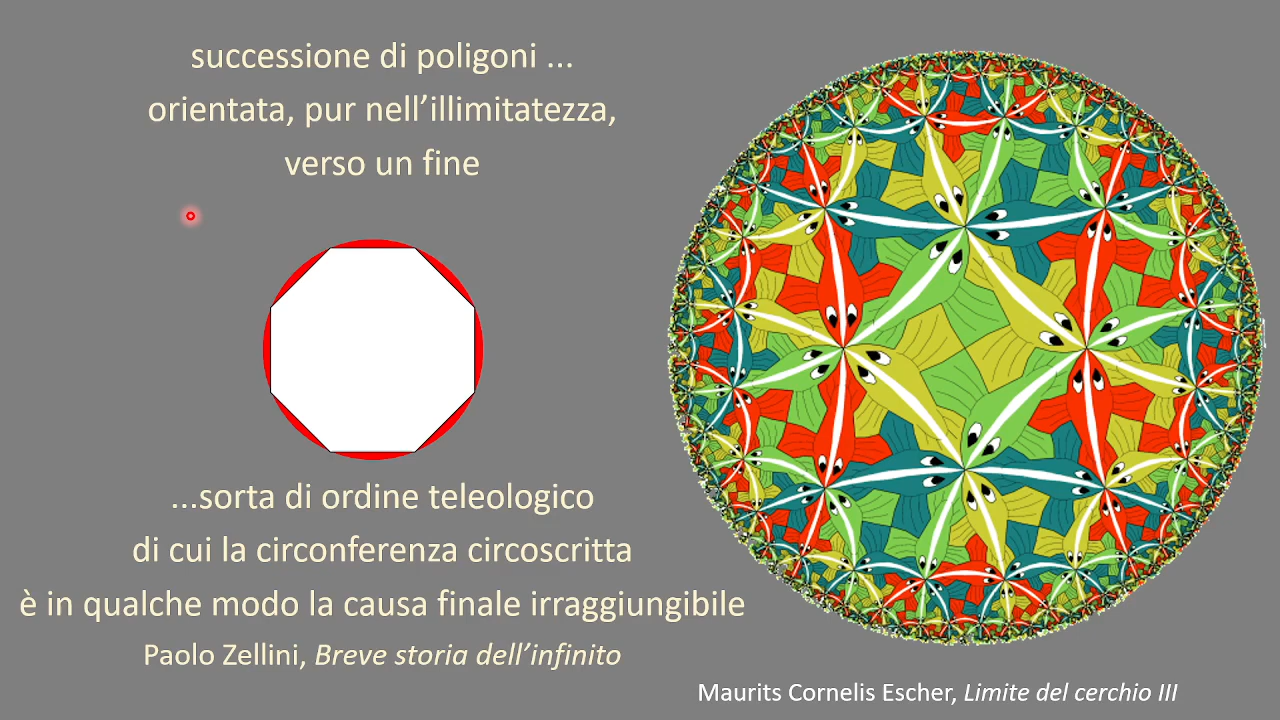 successione di poligoni ...
orientata, pur nell’illimitatezza,
verso un fine
...sorta di ordine teleologico
di cui la circonferenza circoscritta
è in qualche modo la causa finale irraggiungibile
Paolo Zellini, Breve storia dell’infinito
Maurits Cornelis Escher, Limite del cerchio III